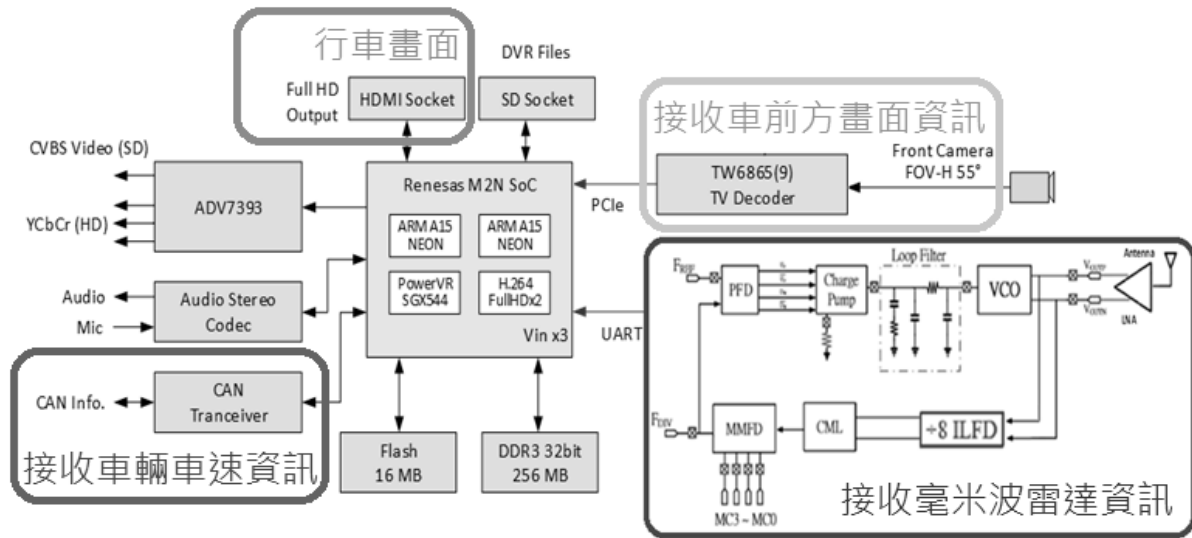 行車畫面
DVR Files
Full HD
Output
HDMI Socket
SD Socket
接收車前方畫面資訊
Front Camera
FOV-H 55°
TW6865(9)
TV Decoder
PCIe
CVBS Video (SD)
YCbCr (HD)
ADV7393
Renesas M2N SoC
ARM A15
NEON
ARM A15
NEON
PowerVR
SGX544
H.264
FullHDx2
Vin x3
Audio
Mic
Audio Stereo
Codec
UART
CAN Info.
CAN
Tranceiver
接收車輛車速資訊
Flash
16 MB
DDR3 32bit
256 MB
Loop Filter
Antenna
FREF
PFD
Charge
Pump
VCO
VOUTP
VOUTN
LNA
FDIV
MMFD
CML
÷8 ILFD
MC3 ~ MC0
接收毫米波雷達資訊